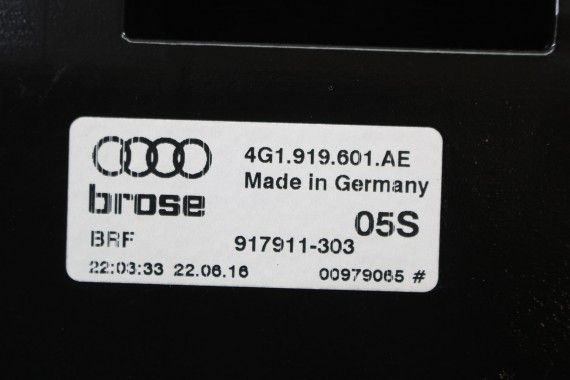 4G1.919.601.AE
Made in Germany
brose
05S
BRF 917911-303
22:03:33 22.06.16 00979065 #